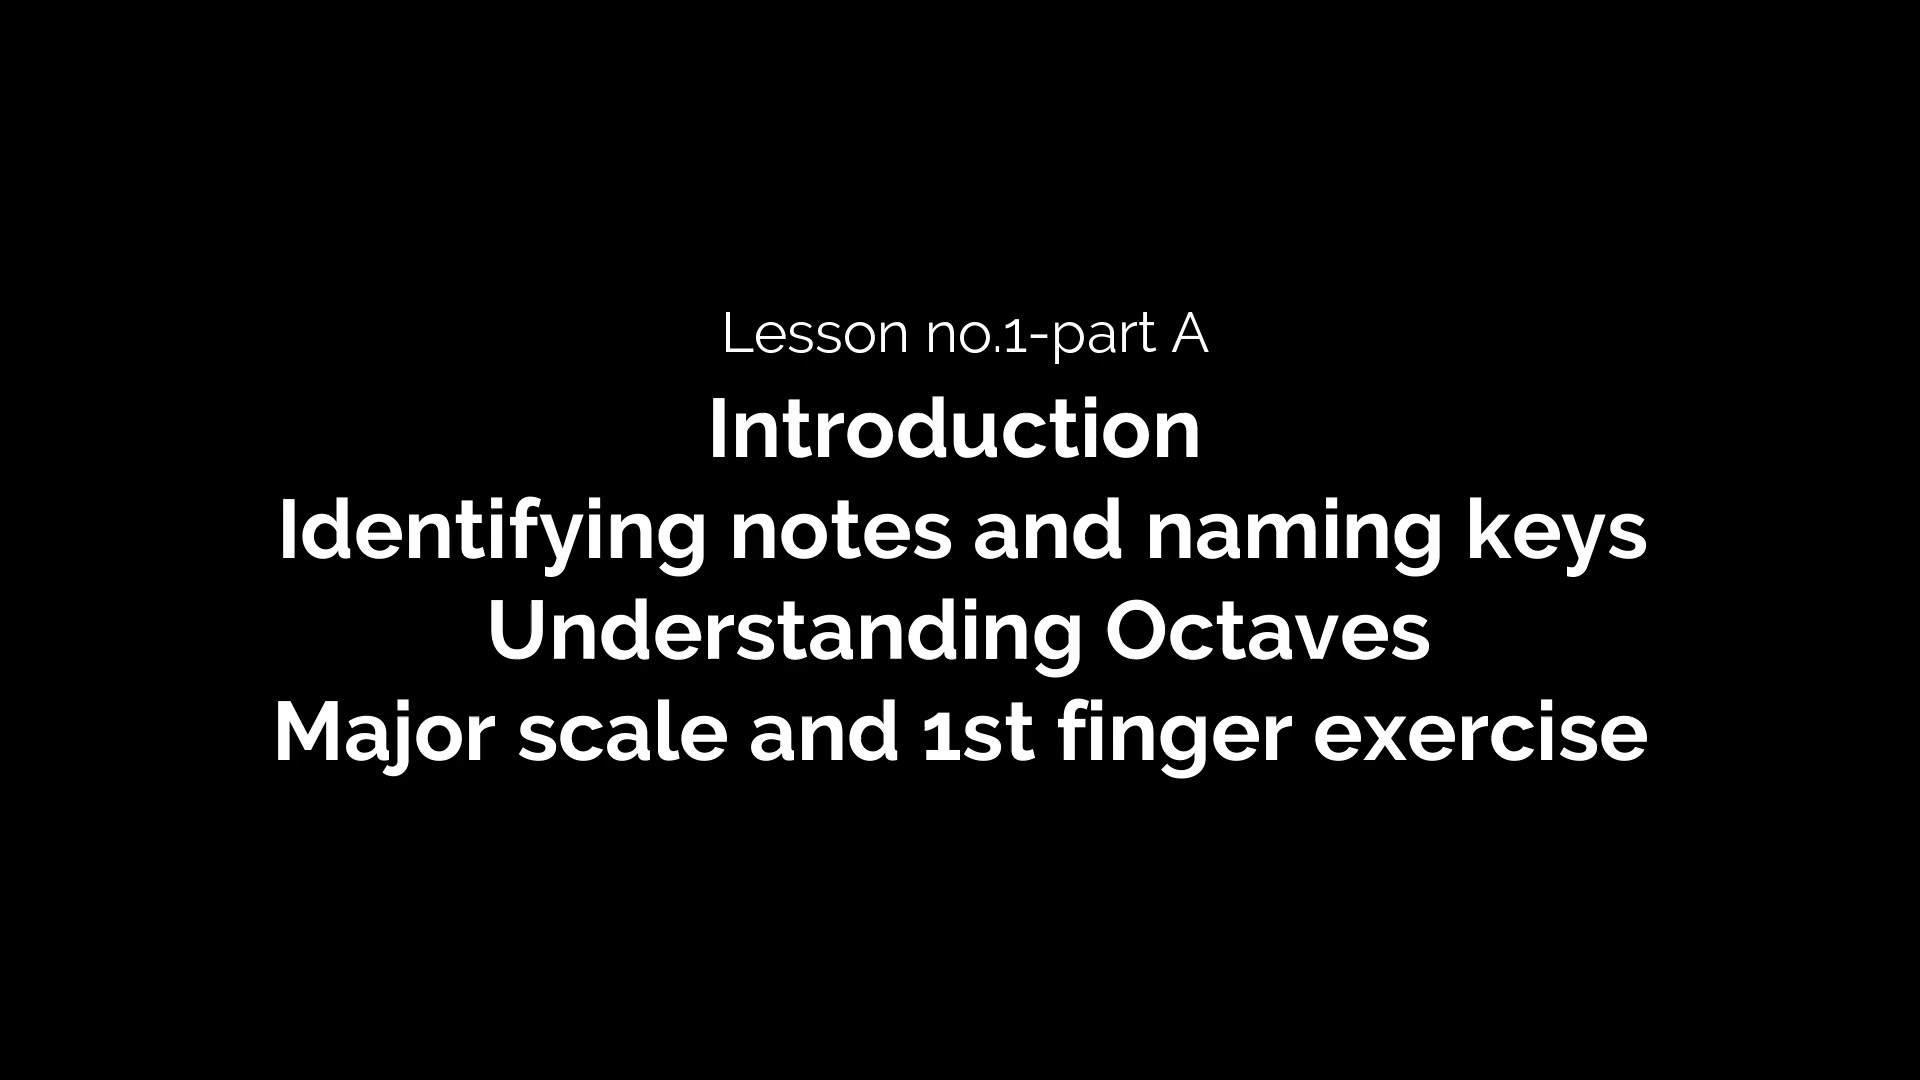 Lesson no.1-part A
Introduction
Identifying notes and naming keys
Understanding Octaves
Major scale and 1st finger exercise